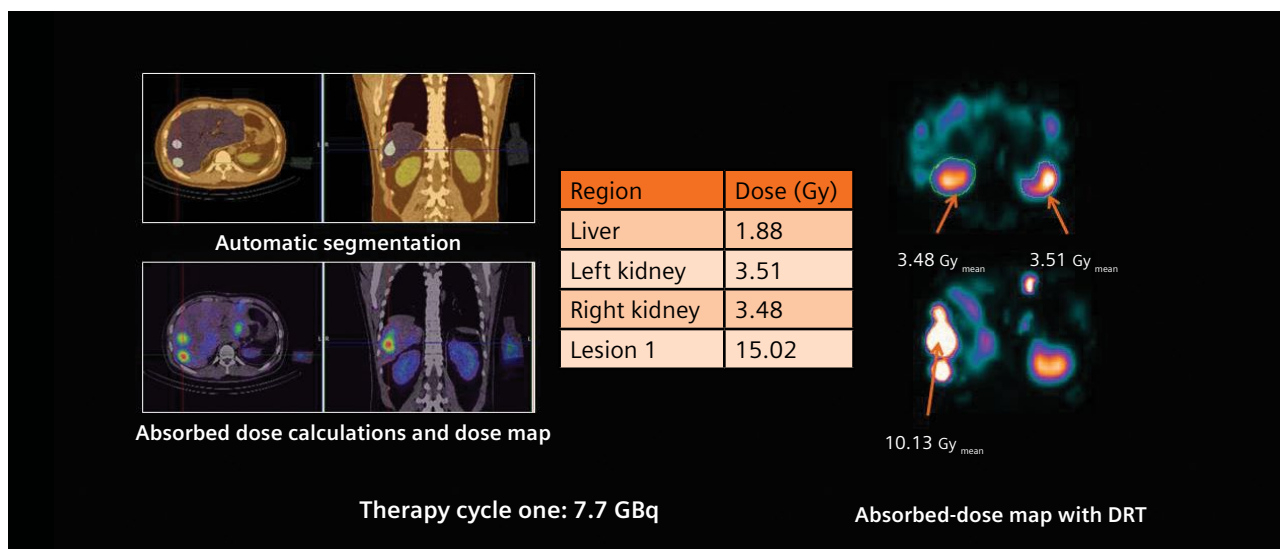 Automatic segmentation
Absorbed dose calculations and dose map
Region Dose (Gy)
Liver 1.88
Left kidney 3.51
Right kidney 3.48
Lesion 1 15.02
3.48 Gy mean 3.51 Gy mean
10.13 Gy mean
Therapy cycle one: 7.7 GBq
Absorbed-dose map with DRT